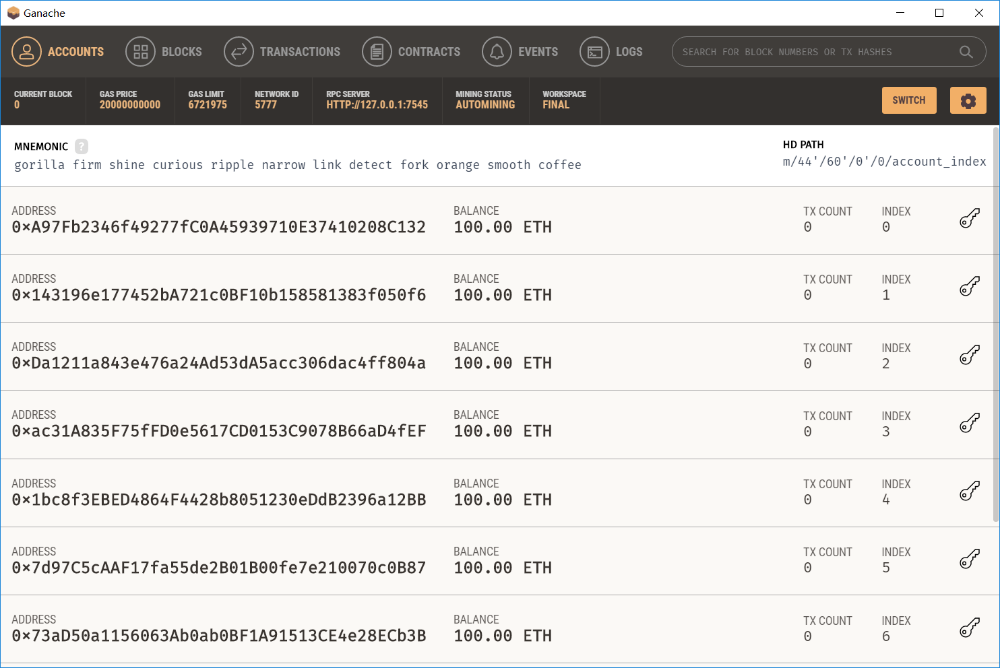 Ganache
ACCOUNTS BLOCKS TRANSACTIONS CONTRACTS EVENTS LOGS SEARCH FOR BLOCK NUMBERS OR TX HASHES
CURRENT BLOCK GAS PRICE GAS LIMIT NETWORK ID RPC SERVER MINING STATUS WORKSPACE
0 20000000000 6721975 5777 HTTP://127.0.0.1:7545 AUTOMINING FINAL
SWITCH
MNEMONIC ? HD PATH
gorilla firm shine curious ripple narrow link detect fork orange smooth coffee m/44'/60'/0'/0/account_index
ADDRESS BALANCE TX COUNT INDEX
0xA97Fb2346f49277fC0A45939710E37410208C132 100.00 ETH 0 0
ADDRESS BALANCE TX COUNT INDEX
0x143196e177452bA721c0BF10b158581383f050f6 100.00 ETH 0 1
ADDRESS BALANCE TX COUNT INDEX
0xDa1211a843e476a24Ad53dA5acc306dac4ff804a 100.00 ETH 0 2
ADDRESS BALANCE TX COUNT INDEX
0xac31A835F75fFD0e5617CD0153C9078B66aD4fEF 100.00 ETH 0 3
ADDRESS BALANCE TX COUNT INDEX
0x1bc8f3EBED4864F4428b8051230eDdB2396a12BB 100.00 ETH 0 4
ADDRESS BALANCE TX COUNT INDEX
0x7d97C5cAAF17fa55de2B01B00fe7e210070c0B87 100.00 ETH 0 5
ADDRESS BALANCE TX COUNT INDEX
0x73aD50a1156063Ab0ab0BF1A91513CE4e28ECb3B 100.00 ETH 0 6